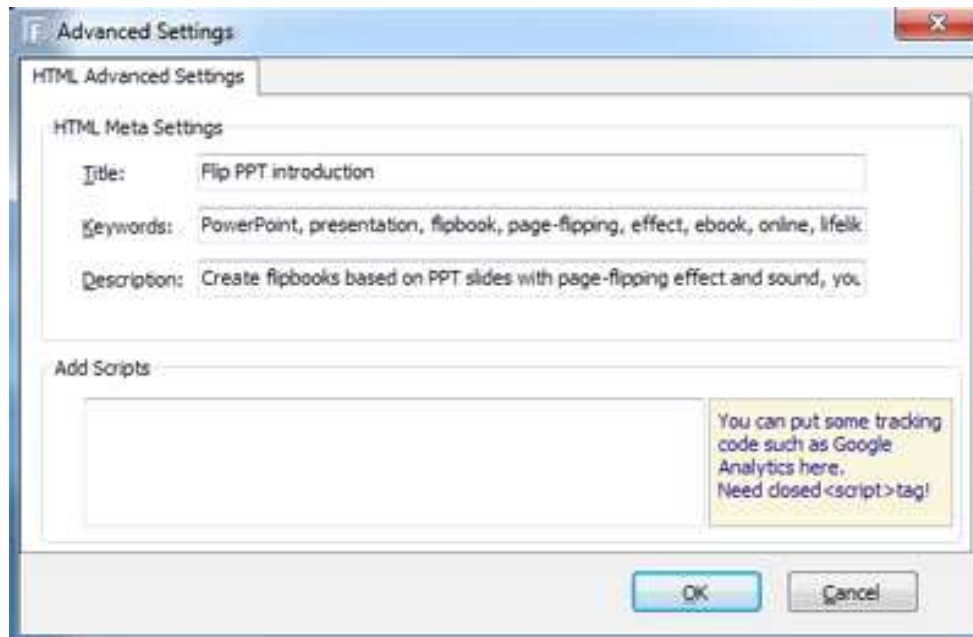 Advanced Settings
HTML Advanced Settings
HTML Meta Settings
Title: Flip PPT introduction
Keywords: PowerPoint, presentation, flipbook, page-flipping, effect, ebook, online, lifelik
Description: Create flipbooks based on PPT slides with page-flipping effect and sound, you
Add Scripts
You can put some tracking
code such as Google
Analytics here.
Need closed<script>tag!
OK Cancel